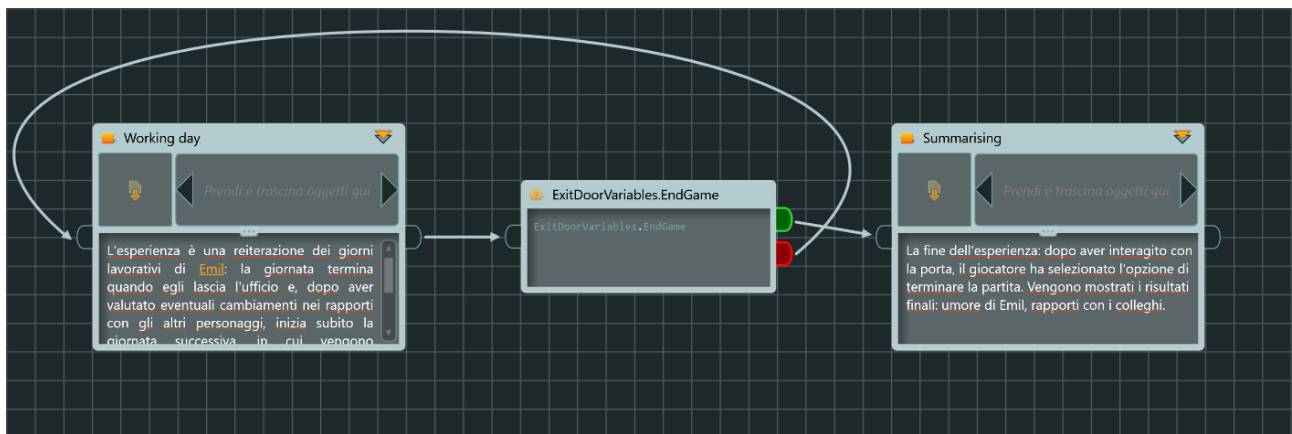 Working day
Prendi e trascina oggetti qui
L'esperienza è una reiterazione dei giorni
lavorativi di Emil: la giornata termina
quando egli lascia l'ufficio e, dopo aver
valutato eventuali cambiamenti nei rapporti
con gli altri personaggi, inizia subito la
giornata successiva in cui vengono
ExitDoorVariables.EndGame
ExitDoorVariables.EndGame
Summarising
Prendi e trascina oggetti qui
La fine dell'esperienza: dopo aver interagito con
la porta, il giocatore ha selezionato l'opzione di
terminare la partita. Vengono mostrati i risultati
finali: umore di Emil, rapporti con i colleghi.